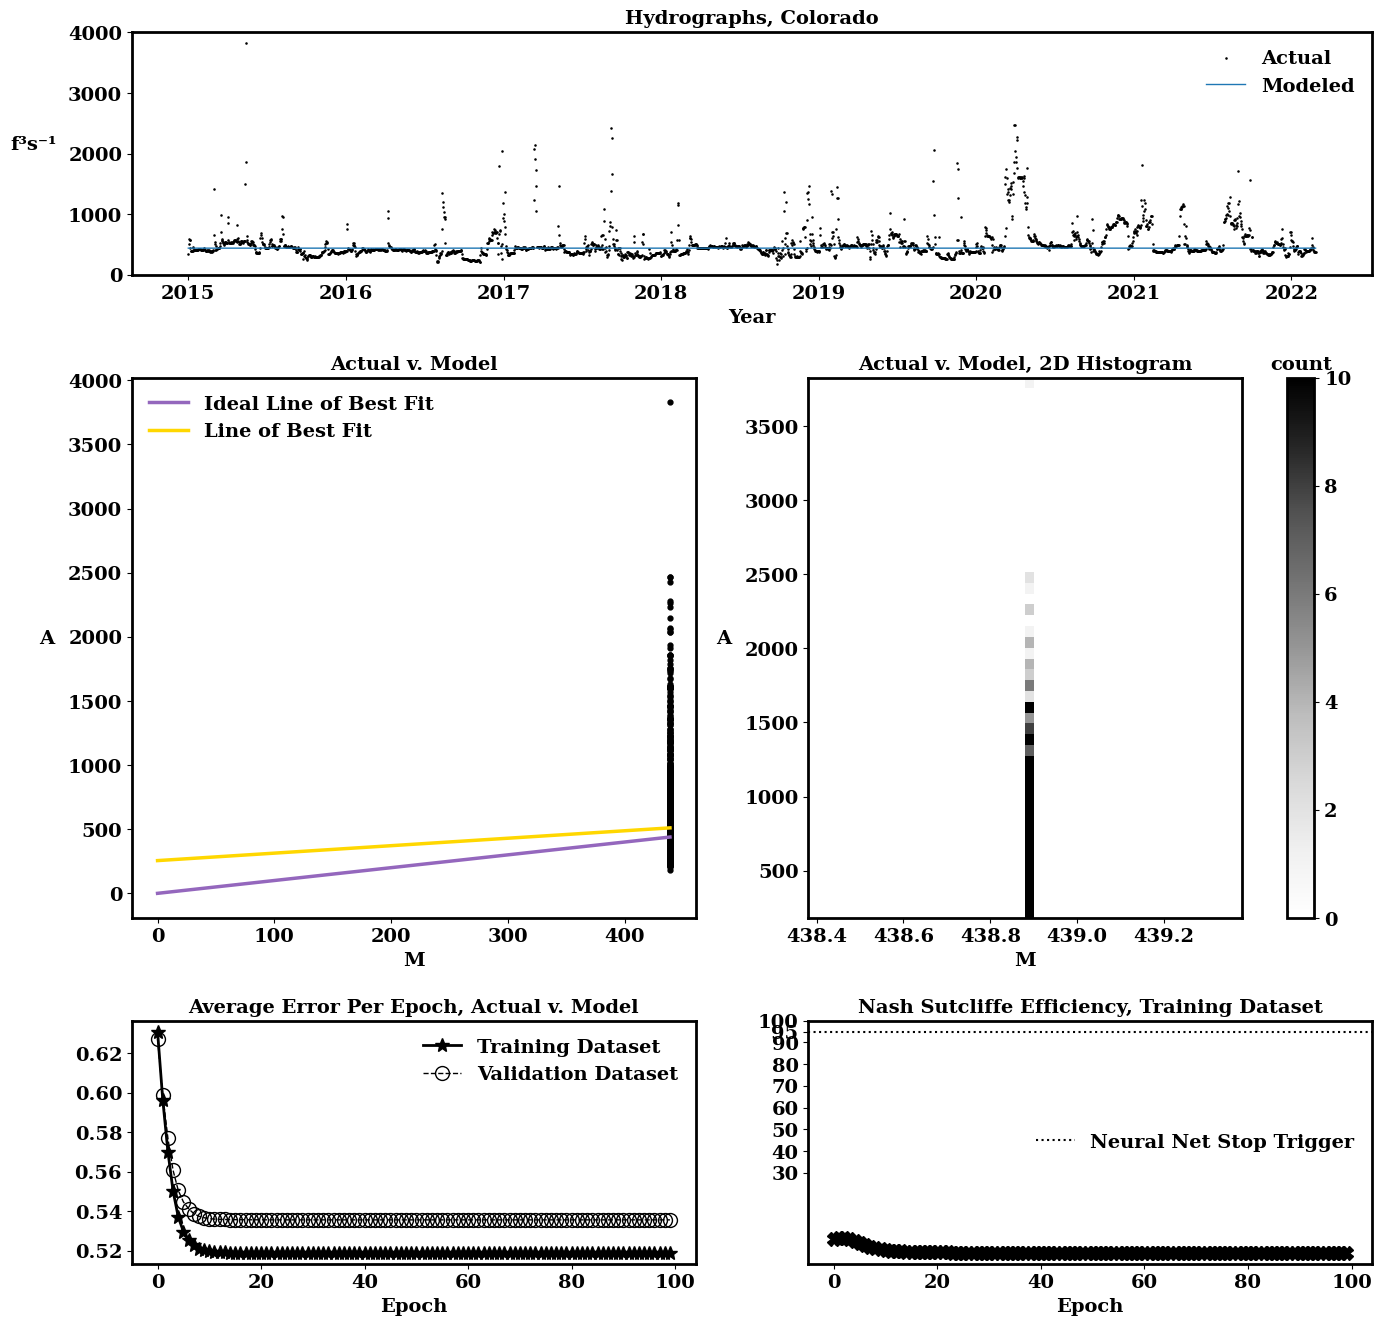 Hydrographs, Colorado
4000
3000
2000
1000
0
f³s⁻¹
Actual
Modeled
2015 2016 2017 2018 2019 2020 2021 2022
Year
Actual v. Model
4000
3500
3000
2500
2000
1500
1000
500
0
A
Ideal Line of Best Fit
Line of Best Fit
0 100 200 300 400
M
Actual v. Model, 2D Histogram
3500
3000
2500
2000
1500
1000
500
A
438.4 438.6 438.8 439.0 439.2
M
count
10
8
6
4
2
0
Average Error Per Epoch, Actual v. Model
0.62
0.60
0.58
0.56
0.54
0.52
Training Dataset
Validation Dataset
0 20 40 60 80 100
Epoch
Nash Sutcliffe Efficiency, Training Dataset
100
95
90
80
70
60
50
40
30
Neural Net Stop Trigger
0 20 40 60 80 100
Epoch